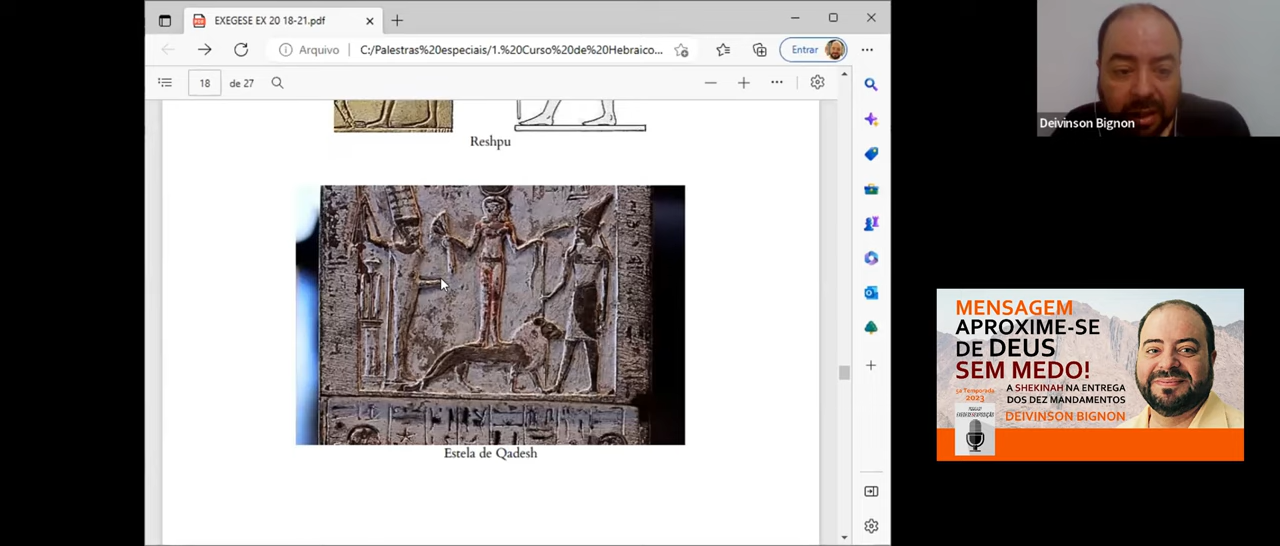 EXEGESE EX 20 18-21.pdf
Arquivo
C:/Palestras%20especiais/1.%20Curso%20de%20Hebraico...
Entrar
18
de 27
Reshpu
Estela de Qadesh
Deivinson Bignon
MENSAGEM
APROXIME-SE
DE DEUS
SEM MEDO!
A SHEKINAH NA ENTREGA
DOS DEZ MANDAMENTOS
DEIVINSON BIGNON
2023